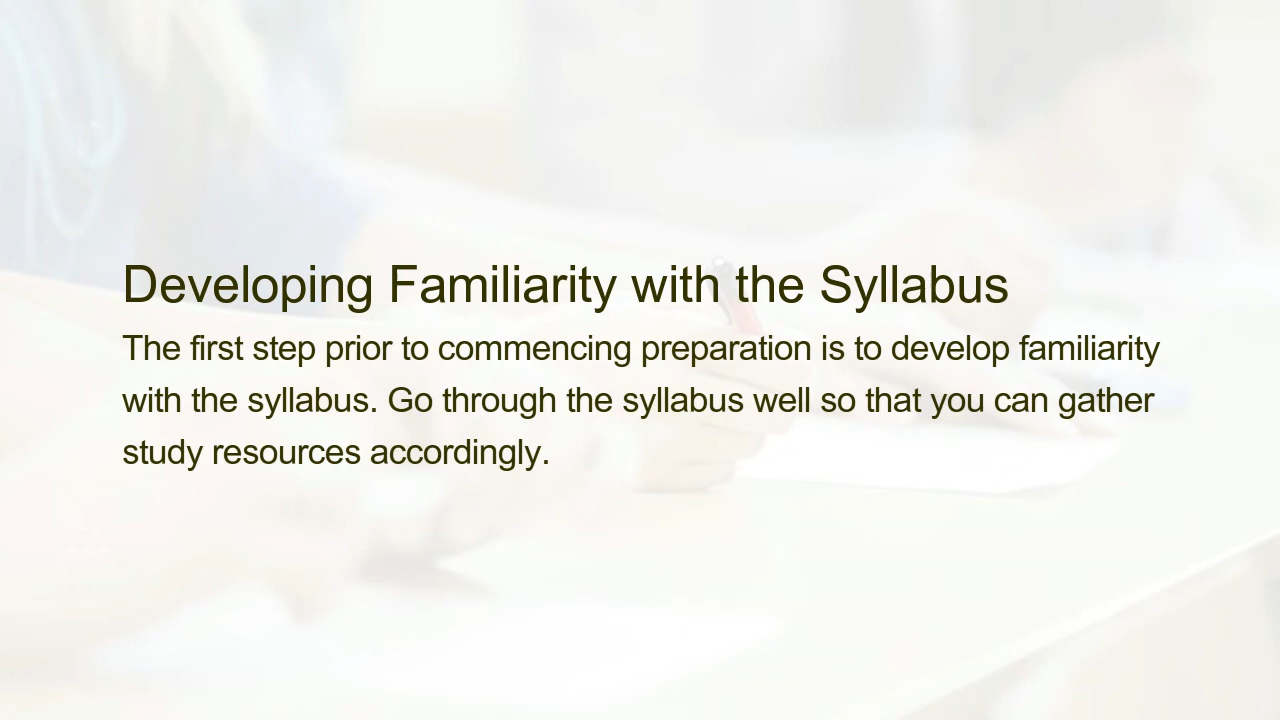 Developing Familiarity with the Syllabus
The first step prior to commencing preparation is to develop familiarity
with the syllabus. Go through the syllabus well so that you can gather
study resources accordingly.